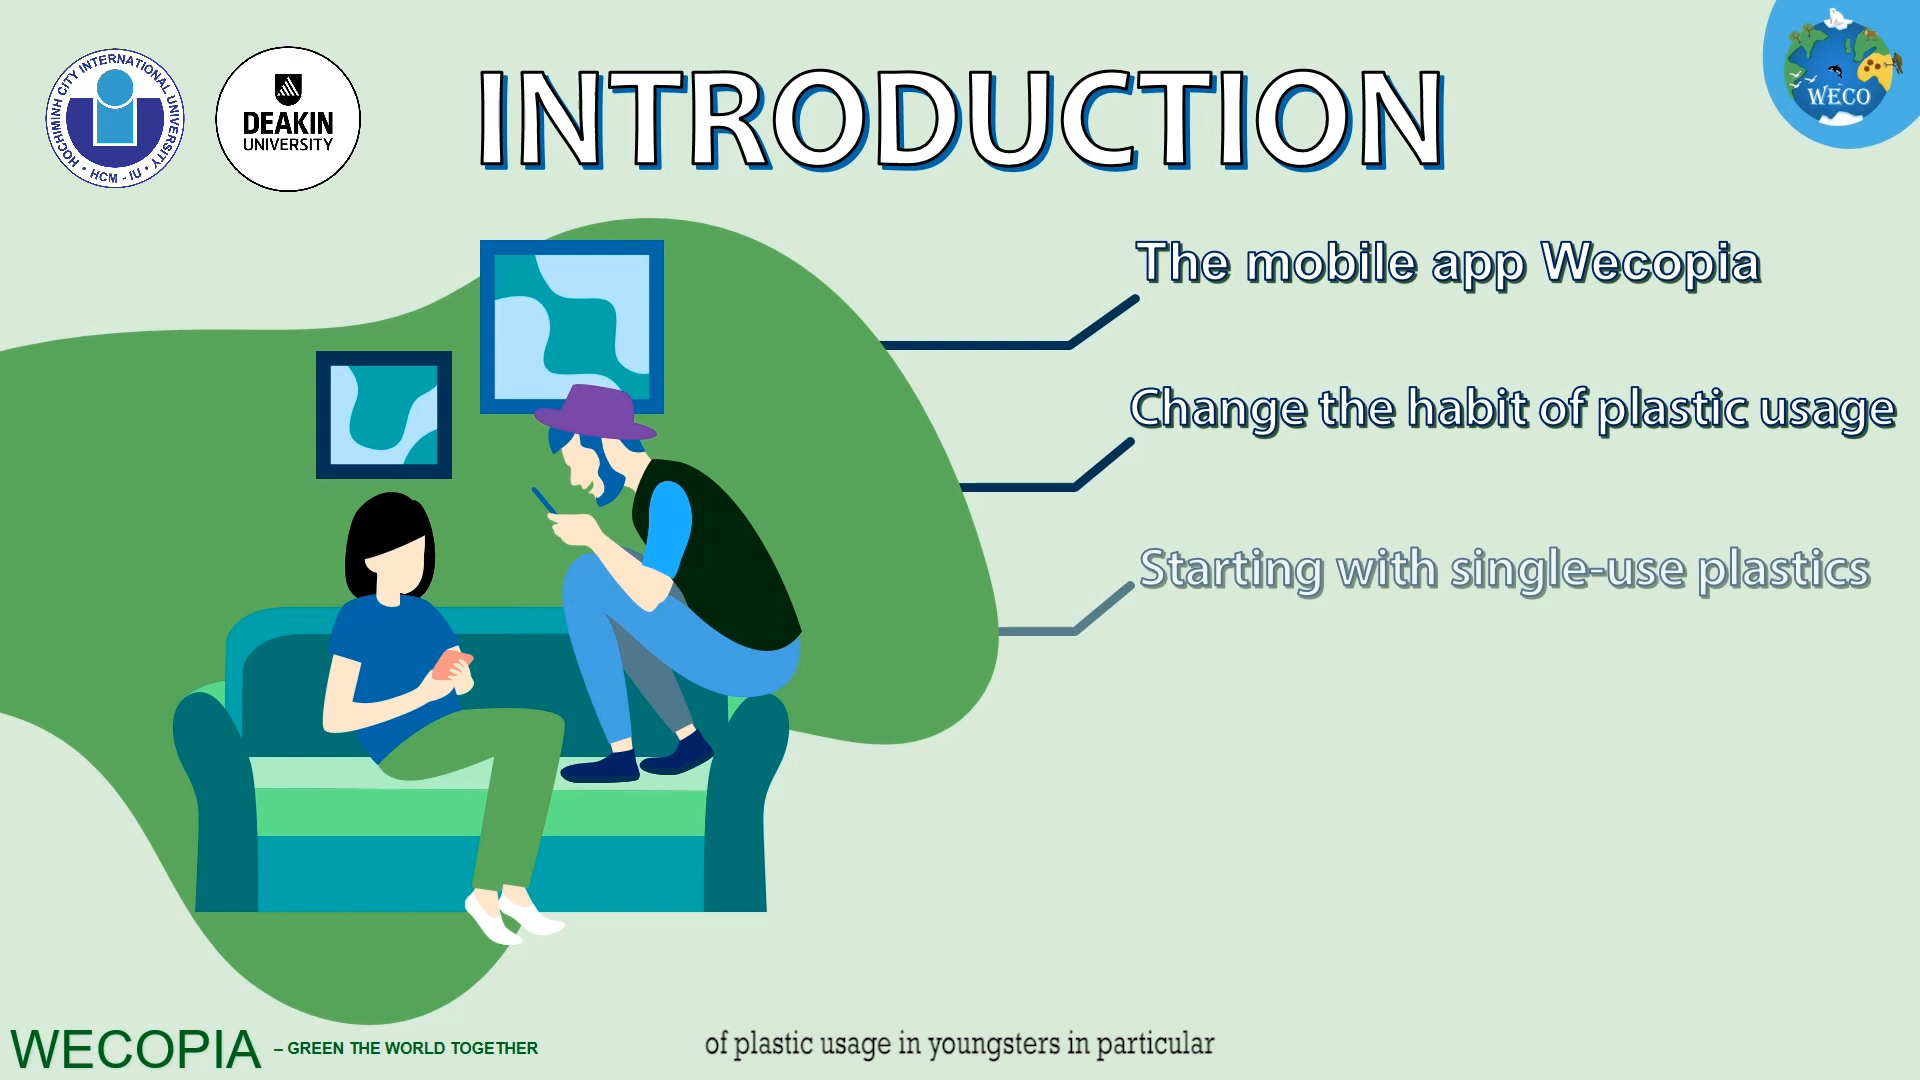 HOCHIMINH CITY INTERNATIONAL UNIVERSITY
• HCM - IU •
DEAKIN
UNIVERSITY
INTRODUCTION
WECO
The mobile app Wecopia
Change the habit of plastic usage
Starting with single-use plastics
WECOPIA – GREEN THE WORLD TOGETHER
of plastic usage in youngsters in particular